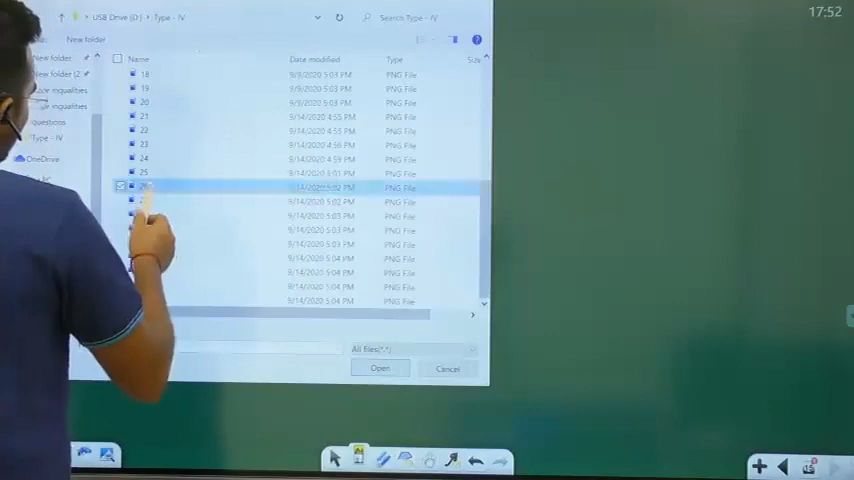 17:52
USB Drive (D:) > Type - IV
Search Type - IV
New folder
New folder
Name
Date modified
Type
Size
18 9/9/2020 5:03 PM PNG File
New folder (2
19 9/9/2020 5:03 PM PNG File
inqualities
20 9/9/2020 5:03 PM PNG File
inqualities
21 9/14/2020 4:55 PM PNG File
questions
22 9/14/2020 4:55 PM PNG File
Type - IV
23 9/14/2020 4:56 PM PNG File
OneDrive
24 9/14/2020 4:59 PM PNG File
25 9/14/2020 5:01 PM PNG File
9/14/2020 5:02 PM PNG File
9/14/2020 5:02 PM PNG File
9/14/2020 5:03 PM PNG File
9/14/2020 5:03 PM PNG File
9/14/2020 5:03 PM PNG File
9/14/2020 5:04 PM PNG File
9/14/2020 5:04 PM PNG File
9/14/2020 5:04 PM PNG File
9/14/2020 5:04 PM PNG File
All files(*.*)
Open
Cancel